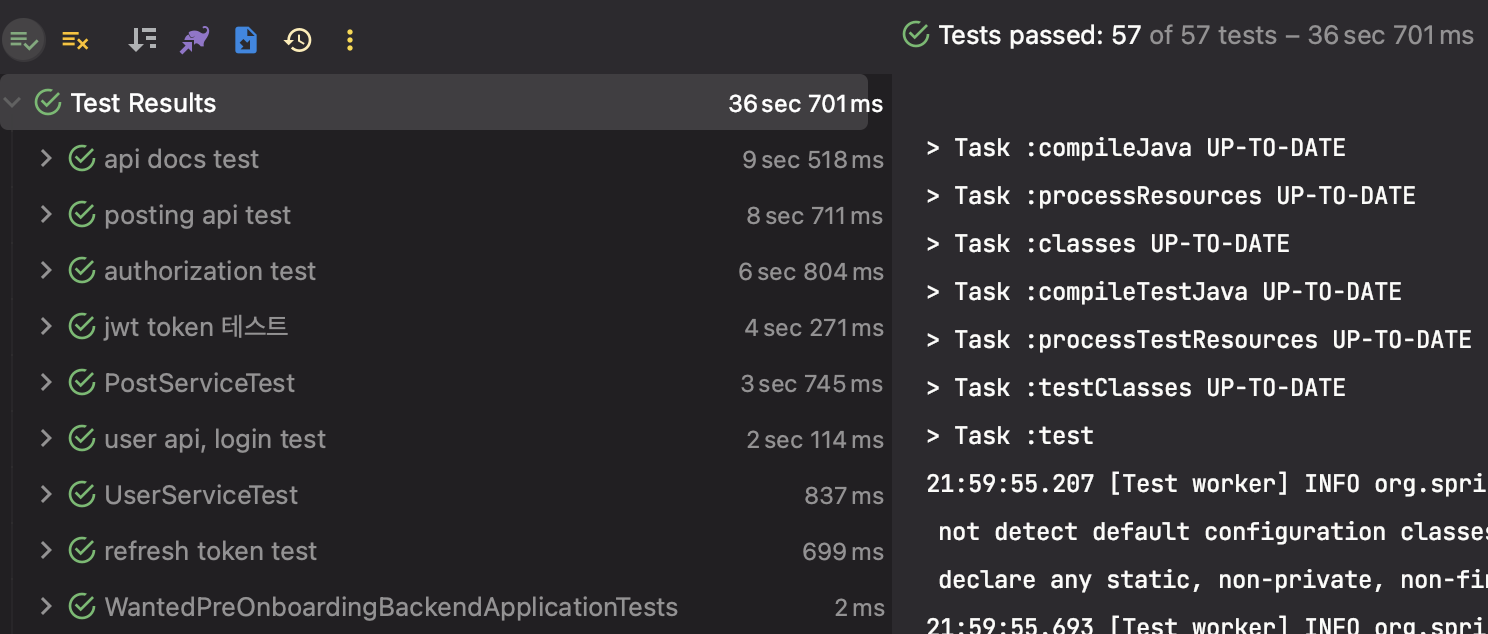 Tests passed: 57 of 57 tests – 36 sec 701 ms
Test Results 36 sec 701 ms
api docs test 9 sec 518 ms
posting api test 8 sec 711 ms
authorization test 6 sec 804 ms
jwt token 테스트 4 sec 271 ms
PostServiceTest 3 sec 745 ms
user api, login test 2 sec 114 ms
UserServiceTest 837 ms
refresh token test 699 ms
WantedPreOnboardingBackendApplicationTests 2 ms
> Task :compileJava UP-TO-DATE
> Task :processResources UP-TO-DATE
> Task :classes UP-TO-DATE
> Task :compileTestJava UP-TO-DATE
> Task :processTestResources UP-TO-DATE
> Task :testClasses UP-TO-DATE
> Task :test
21:59:55.207 [Test worker] INFO org.spri
not detect default configuration classes
declare any static, non-private, non-fi
21:59:55.693 [Test worker] INFO org.spri